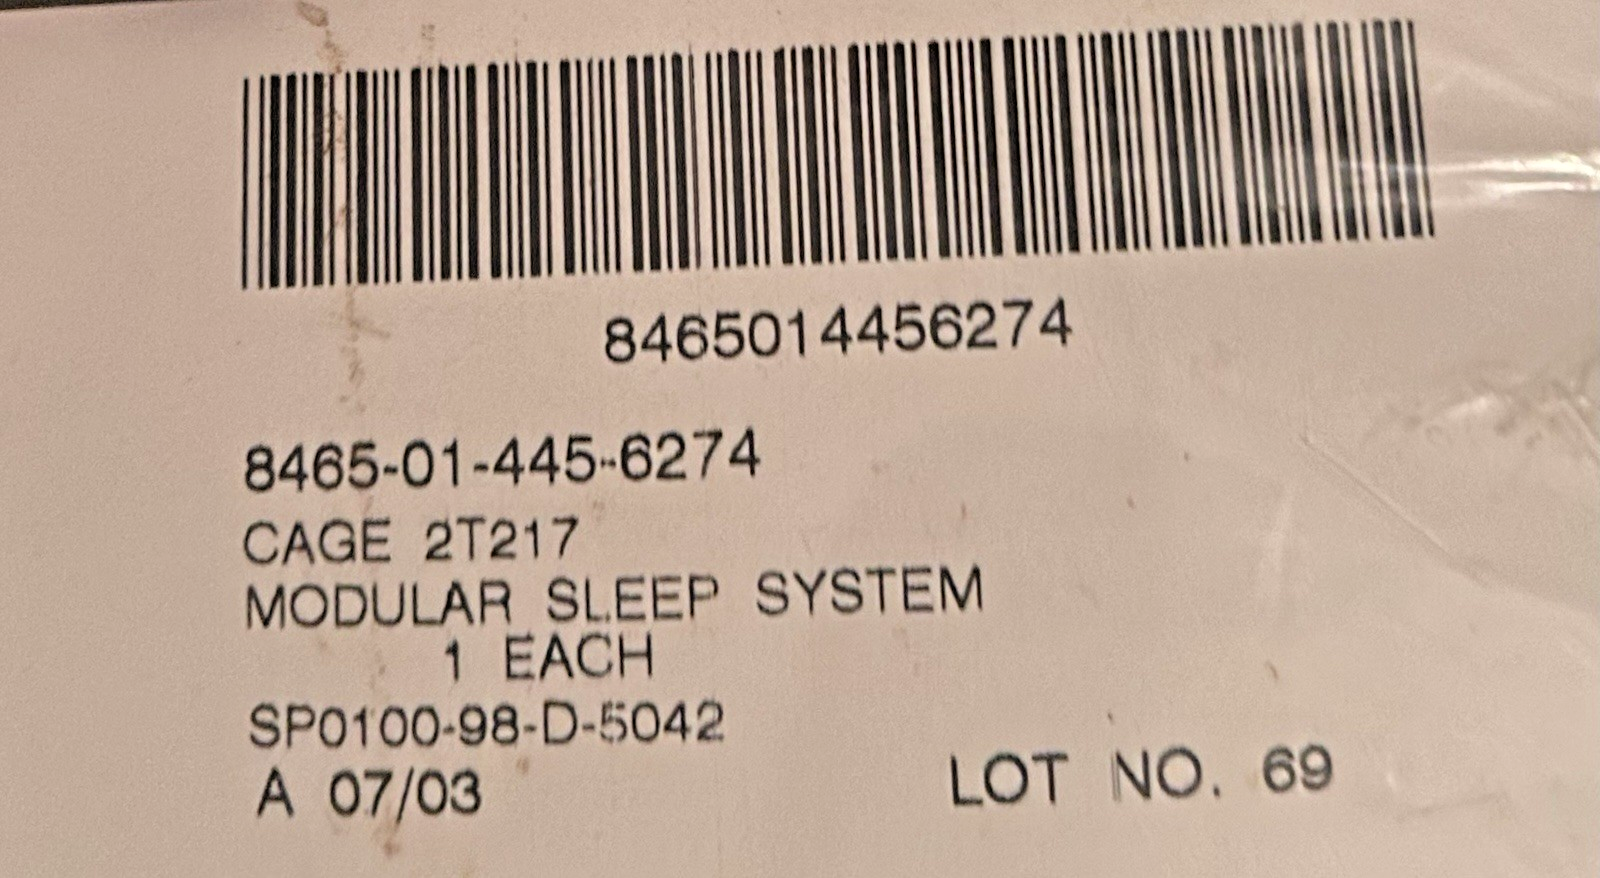 8465014456274
8465-01-445-6274
CAGE 2T217
MODULAR SLEEP SYSTEM
1 EACH
SP0100-98-D-5042
A 07/03
LOT NO. 69